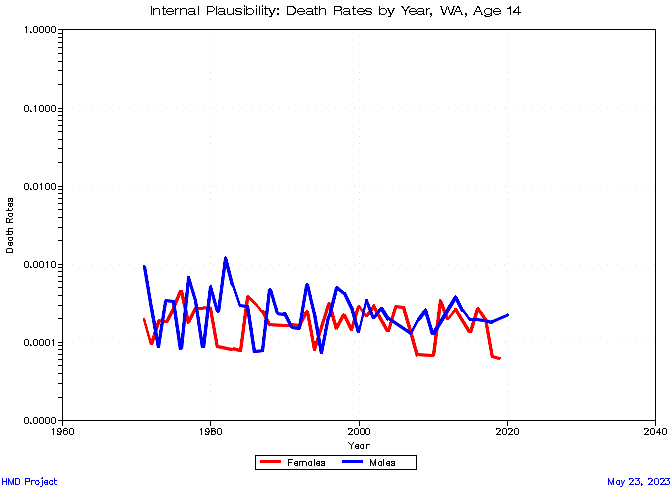 Internal Plausibility: Death Rates by Year, WA, Age 14
1.0000
0.1000
0.0100
0.0010
0.0001
0.0000
Death Rates
1960
1980
2000
2020
2040
Year
Females
Males
HMD Project
May 23, 2023